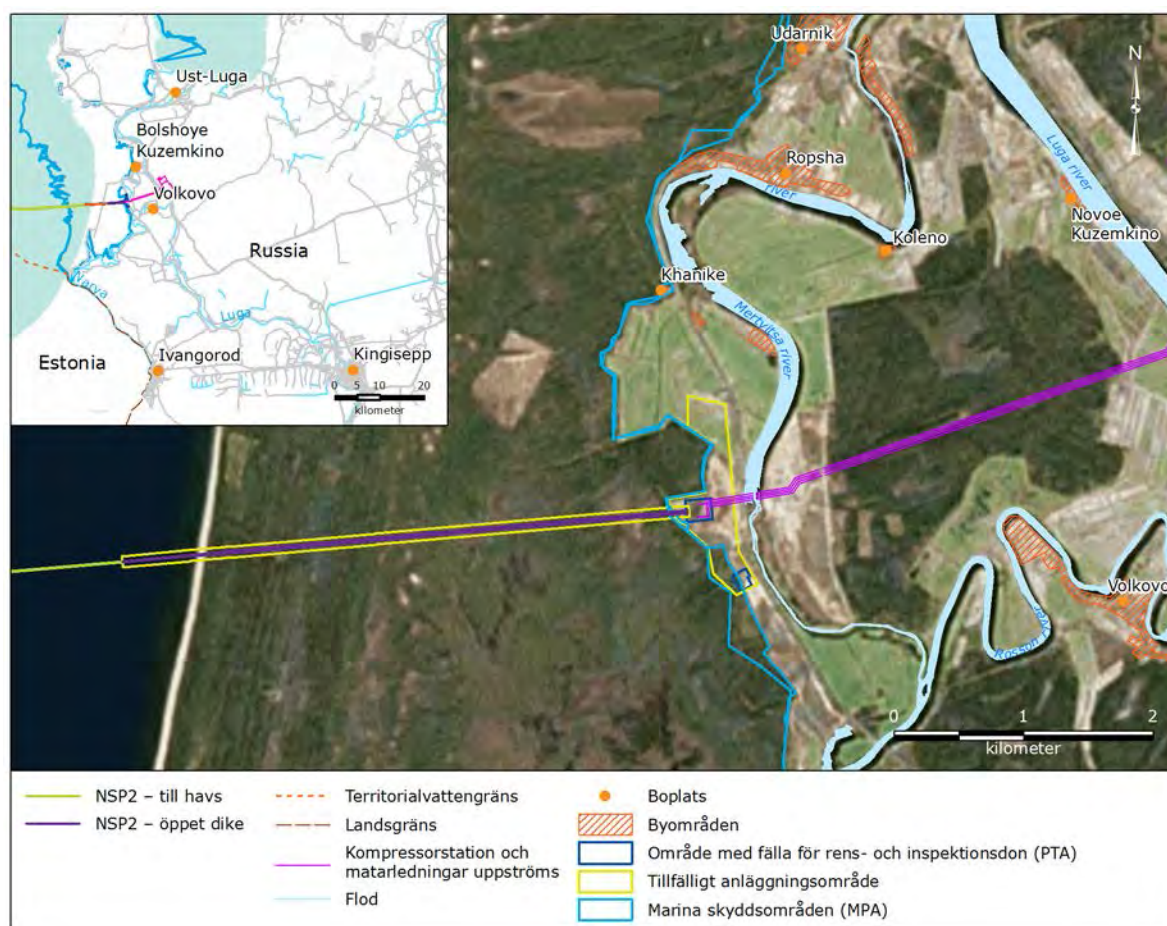 Ust-Luga
Bolshoye
Kuzemkino
Volkovo
Russia
Narva
Luga
Estonia
Ivangorod
Kingisepp
0 5 10 20
kilometer
Udarnik
N
Ropsha
river
Luga river
Novoe
Kuzemkino
Koleno
Khanike
Mertvitsa river
Volkovo
Rosson river
0 1 2
kilometer
NSP2 – till havs
NSP2 – öppet dike
Territorialvattengräns
Landsgräns
Kompressorstation och
matarledningar uppströms
Flod
Boplats
Byområden
Område med fälla för rens- och inspektionsdon (PTA)
Tillfälligt anläggningsområde
Marina skyddsområden (MPA)